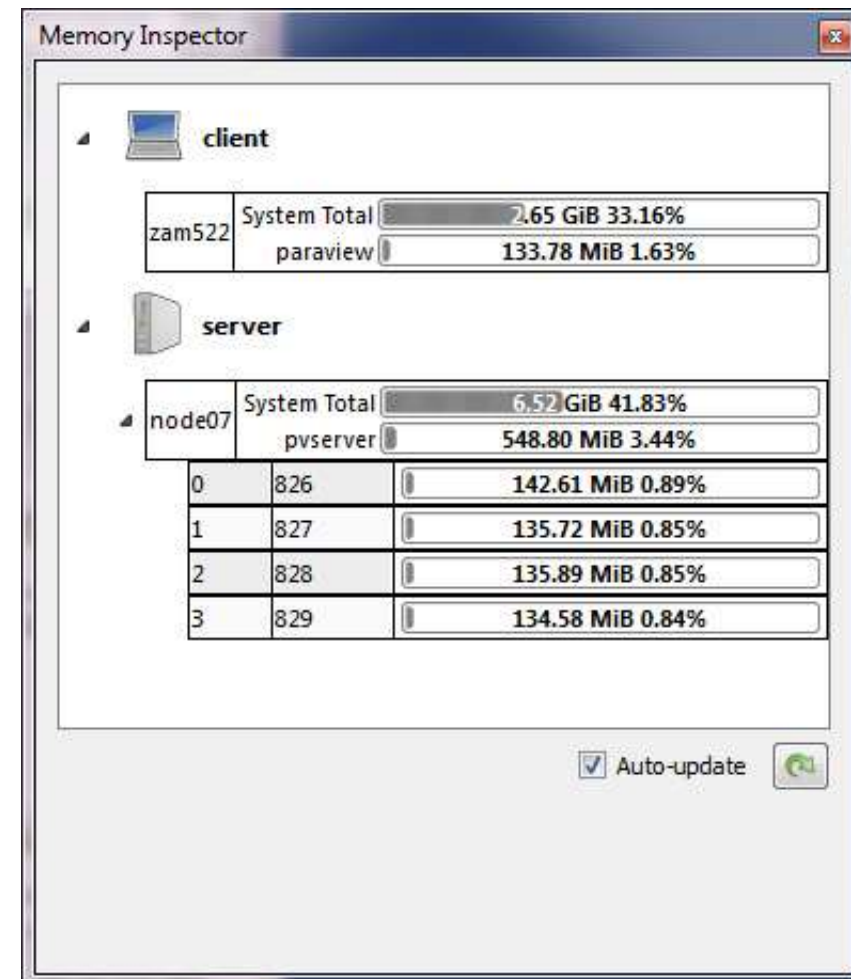 Memory Inspector
client
zam522
System Total 2.65 GiB 33.16%
paraview 133.78 MiB 1.63%
server
node07
System Total 6.52 GiB 41.83%
pvserver 548.80 MiB 3.44%
0 826 142.61 MiB 0.89%
1 827 135.72 MiB 0.85%
2 828 135.89 MiB 0.85%
3 829 134.58 MiB 0.84%
Auto-update